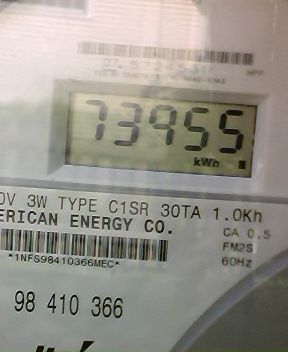 73955
kWh
0V 3W TYPE C1SR 30TA 1.0Kh
ERICAN ENERGY CO.
CA 0.5
FM2S
*1NFS98410366MEC*
60Hz
98 410 366